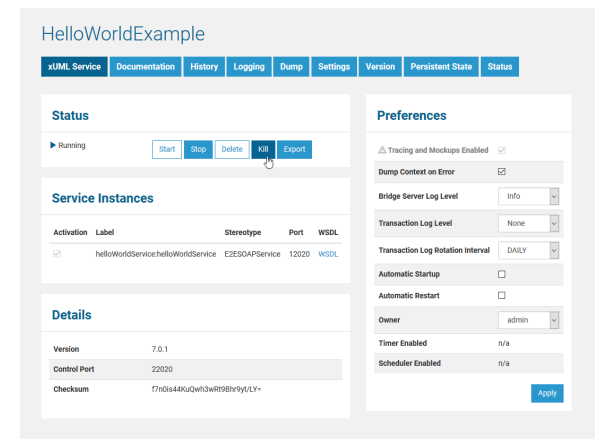 HelloWorldExample
xUML Service Documentation History Logging Dump Settings Version Persistent State Status
Status
Running Start Stop Delete Kill Export
Service Instances
Activation Label Stereotype Port WSDL
helloWorldService:helloWorldService E2ESOAPService 12020 WSDL
Details
Version 7.0.1
Control Port 22020
Checksum f7n0is44KuQwh3wRt9Bhr9yt/LY=
Preferences
Tracing and Mockups Enabled
Dump Context on Error
Bridge Server Log Level Info
Transaction Log Level None
Transaction Log Rotation Interval DAILY
Automatic Startup
Automatic Restart
Owner admin
Timer Enabled n/a
Scheduler Enabled n/a
Apply